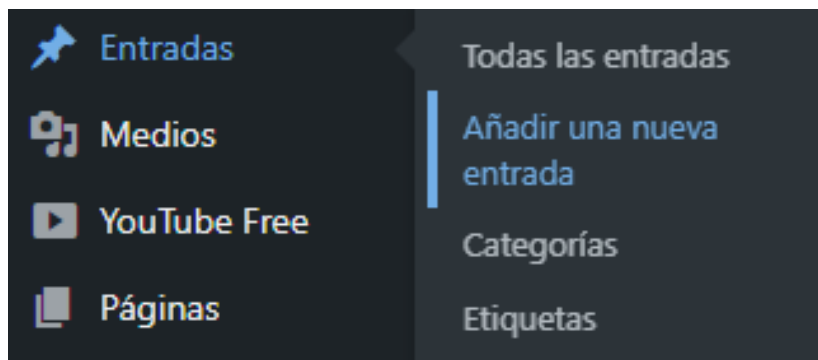 Entradas
Medios
YouTube Free
Páginas
Todas las entradas
Añadir una nueva
entrada
Categorías
Etiquetas